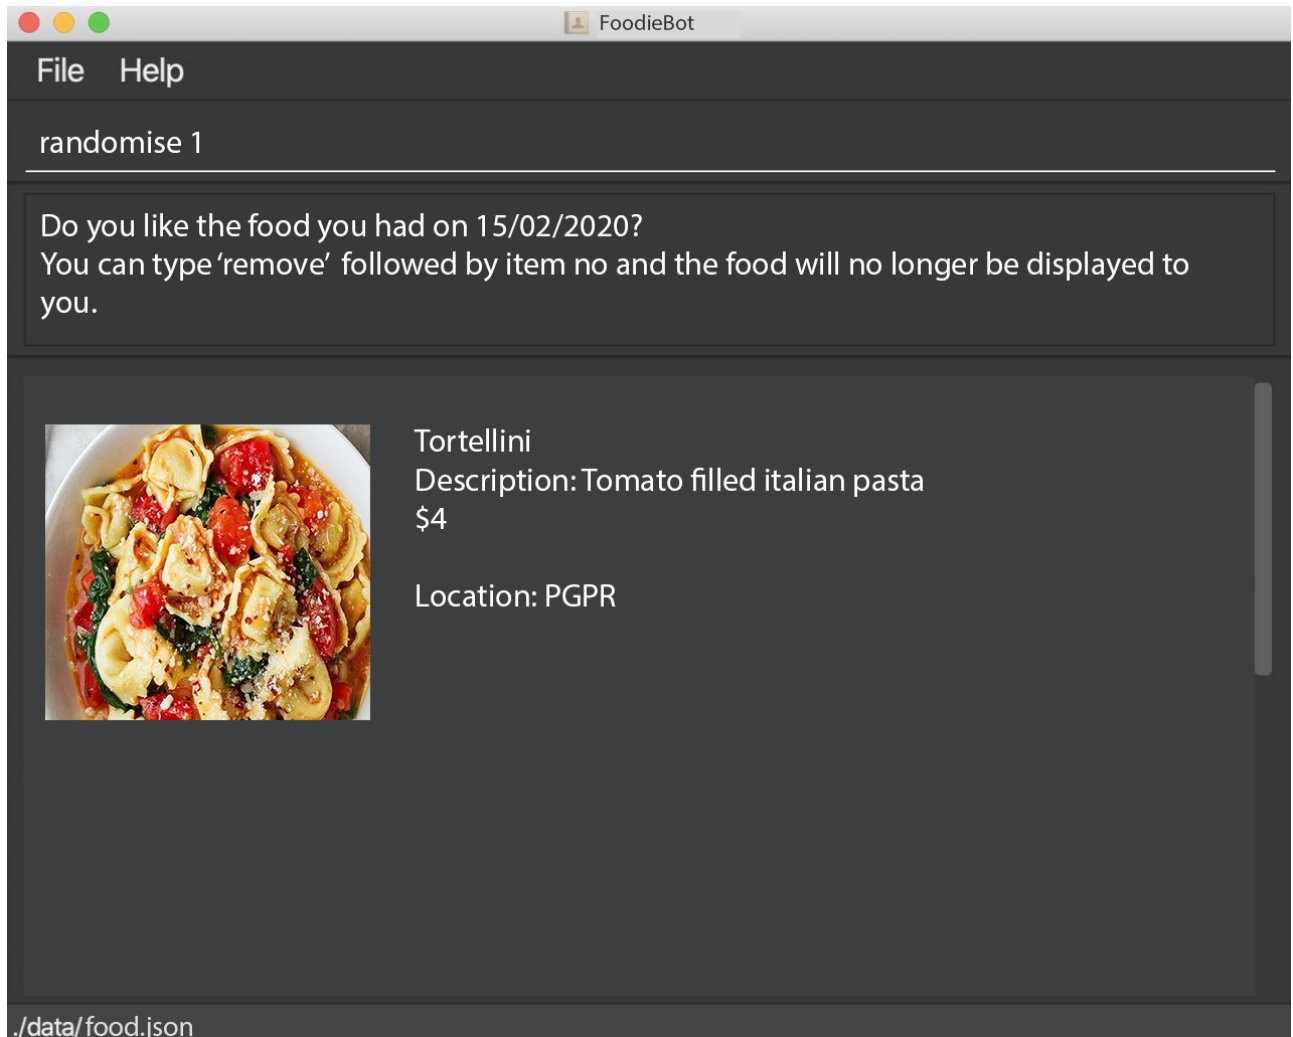 FoodieBot
File Help
randomise 1
Do you like the food you had on 15/02/2020?
You can type ‘remove’ followed by item no and the food will no longer be displayed to
you.
Tortellini
Description: Tomato filled italian pasta
$4
Location: PGPR
./data/food.json